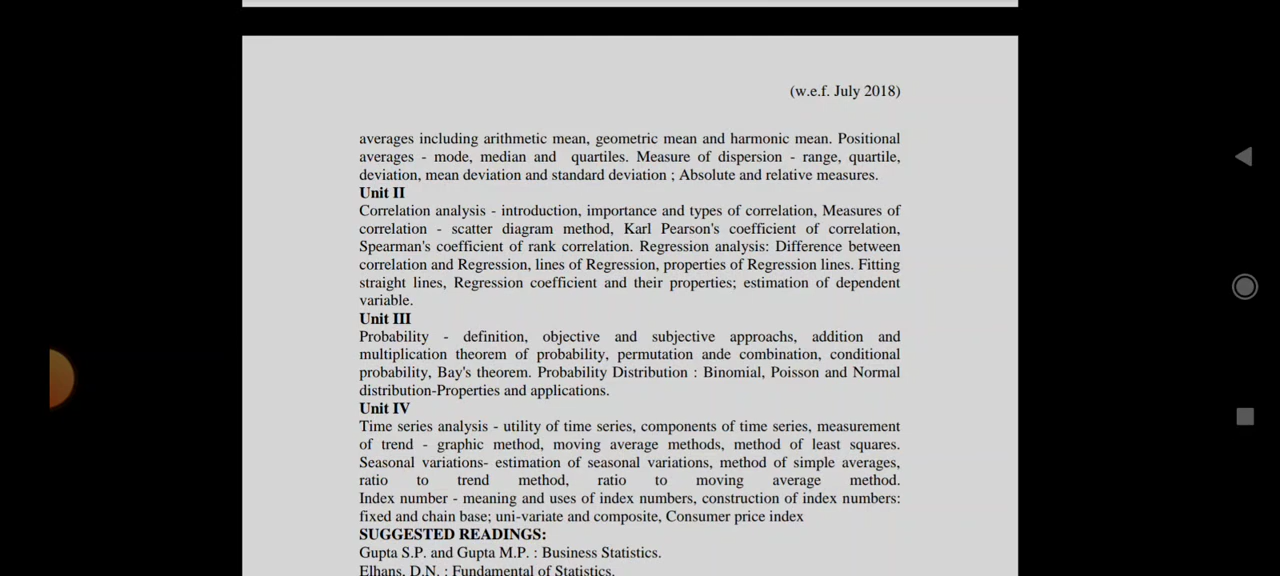 (w.e.f. July 2018)
averages including arithmetic mean, geometric mean and harmonic mean. Positional
averages - mode, median and quartiles. Measure of dispersion - range, quartile,
deviation, mean deviation and standard deviation ; Absolute and relative measures.
Unit II
Correlation analysis - introduction, importance and types of correlation, Measures of
correlation - scatter diagram method, Karl Pearson's coefficient of correlation,
Spearman's coefficient of rank correlation. Regression analysis: Difference between
correlation and Regression, lines of Regression, properties of Regression lines. Fitting
straight lines, Regression coefficient and their properties; estimation of dependent
variable.
Unit III
Probability - definition, objective and subjective approachs, addition and
multiplication theorem of probability, permutation ande combination, conditional
probability, Bay's theorem. Probability Distribution : Binomial, Poisson and Normal
distribution-Properties and applications.
Unit IV
Time series analysis - utility of time series, components of time series, measurement
of trend - graphic method, moving average methods, method of least squares.
Seasonal variations- estimation of seasonal variations, method of simple averages,
ratio to trend method, ratio to moving average method.
Index number - meaning and uses of index numbers, construction of index numbers:
fixed and chain base; uni-variate and composite, Consumer price index
SUGGESTED READINGS:
Gupta S.P. and Gupta M.P. : Business Statistics.
Elhans, D.N. : Fundamental of Statistics.